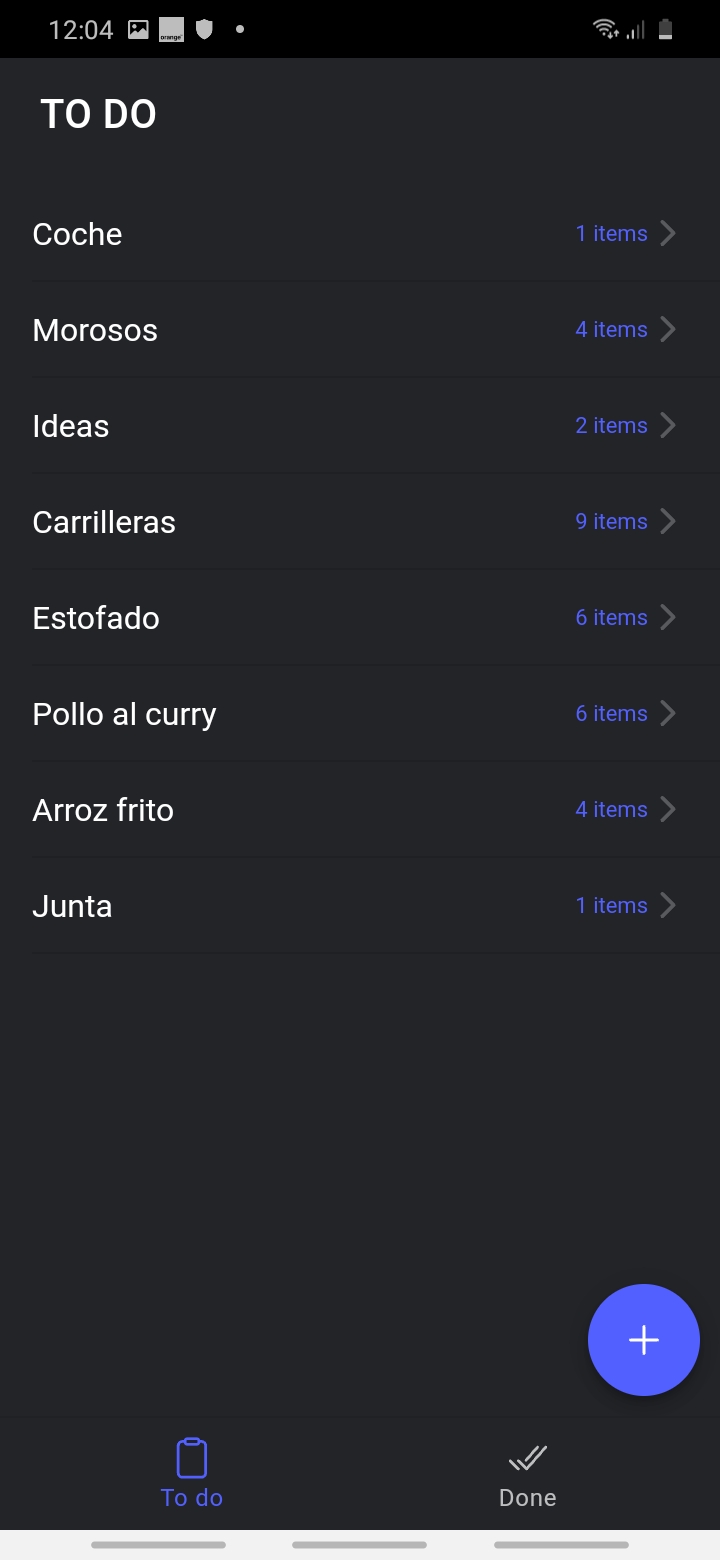 12:04 orange
TO DO
Coche 1 items
Morosos 4 items
Ideas 2 items
Carrilleras 9 items
Estofado 6 items
Pollo al curry 6 items
Arroz frito 4 items
Junta 1 items
To do Done